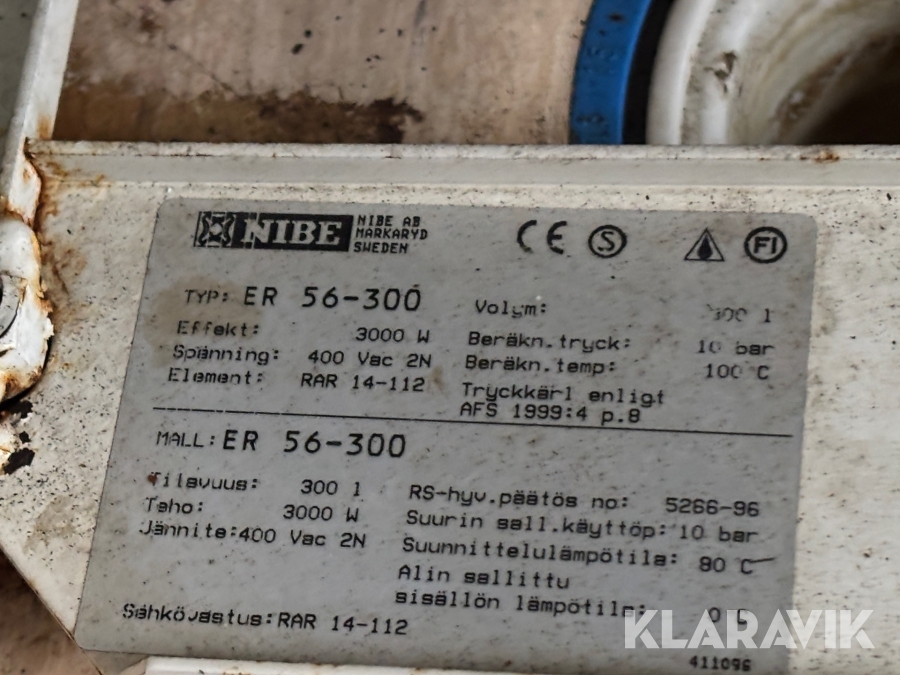 NIBE
NIBE AB
MARKARYD
SWEDEN
CE S FI
TYP: ER 56-300
Effekt: 3000 W
Spänning: 400 Vac 2N
Element: RAR 14-112
Volym: 300 l
Beräkn.tryck: 10 bar
Beräkn.temp: 100 C
Tryckkärl enligt
AFS 1999:4 p.8
MALL: ER 56-300
Tilavuus: 300 l
Teho: 3000 W
Jännite: 400 Vac 2N
Sähkövastus: RAR 14-112
RS-hyv.päätös no: 5266-96
Suurin sall.käyttöp: 10 bar
Suunnittelulämpötila: 80 C
Alin sallittu
sisällön lämpötila: 0 C
411096
KLARAVIK